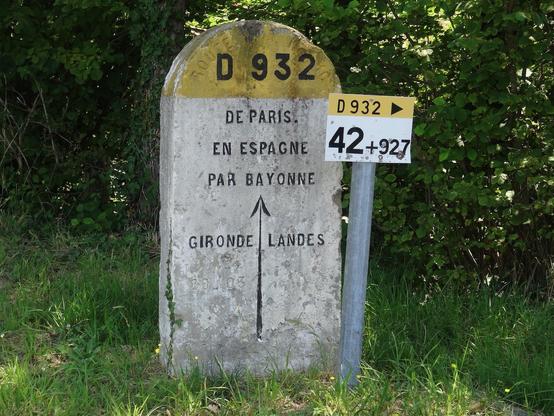 D 932
DE PARIS.
EN ESPAGNE
PAR BAYONNE
GIRONDE LANDES
D 932
42+927